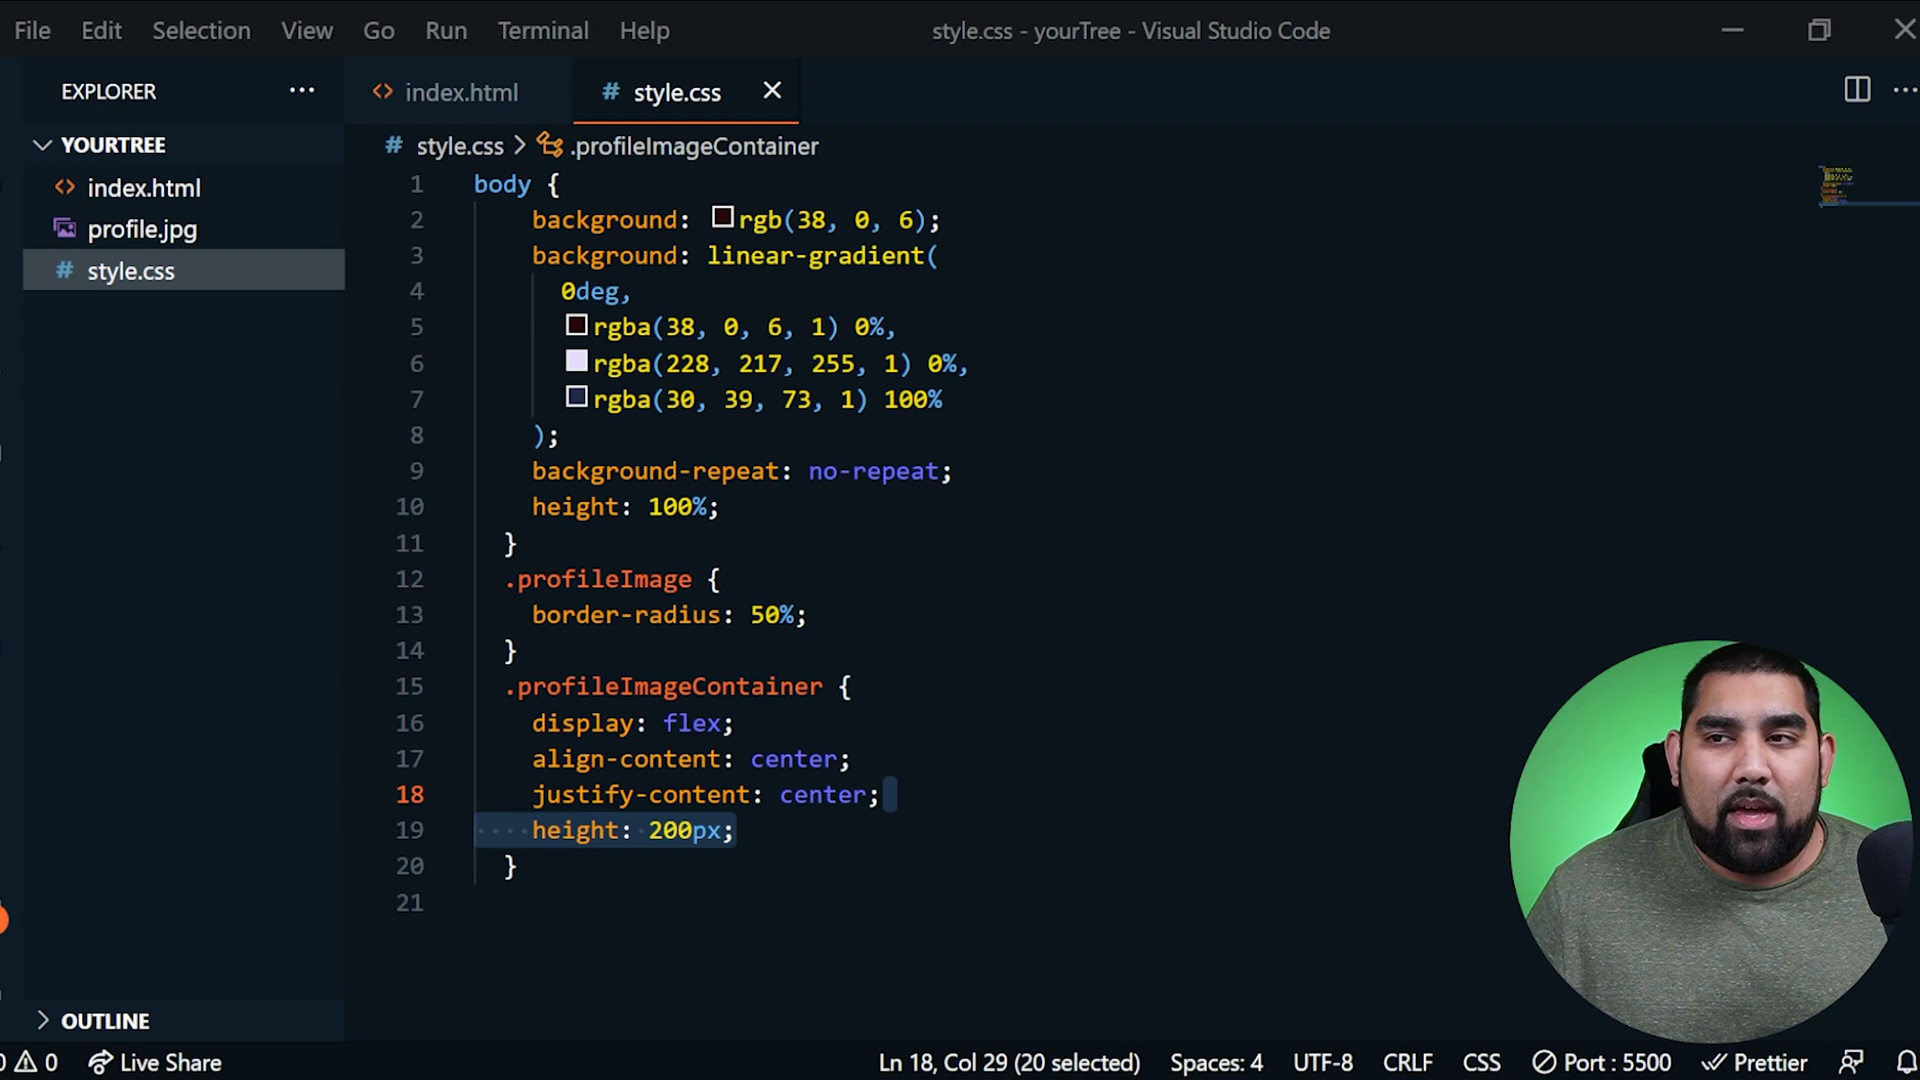 File Edit Selection View Go Run Terminal Help style.css - yourTree - Visual Studio Code
EXPLORER ··· index.html # style.css
YOURTREE
index.html
profile.jpg
# style.css
# style.css > .profileImageContainer
1 body {
2 background: rgb(38, 0, 6);
3 background: linear-gradient(
4 0deg,
5 rgba(38, 0, 6, 1) 0%,
6 rgba(228, 217, 255, 1) 0%,
7 rgba(30, 39, 73, 1) 100%
8 );
9 background-repeat: no-repeat;
10 height: 100%;
11 }
12 .profileImage {
13 border-radius: 50%;
14 }
15 .profileImageContainer {
16 display: flex;
17 align-content: center;
18 justify-content: center;
19 height: 200px;
20 }
21
OUTLINE
0 0 Live Share Ln 18, Col 29 (20 selected) Spaces: 4 UTF-8 CRLF CSS Port : 5500 Prettier